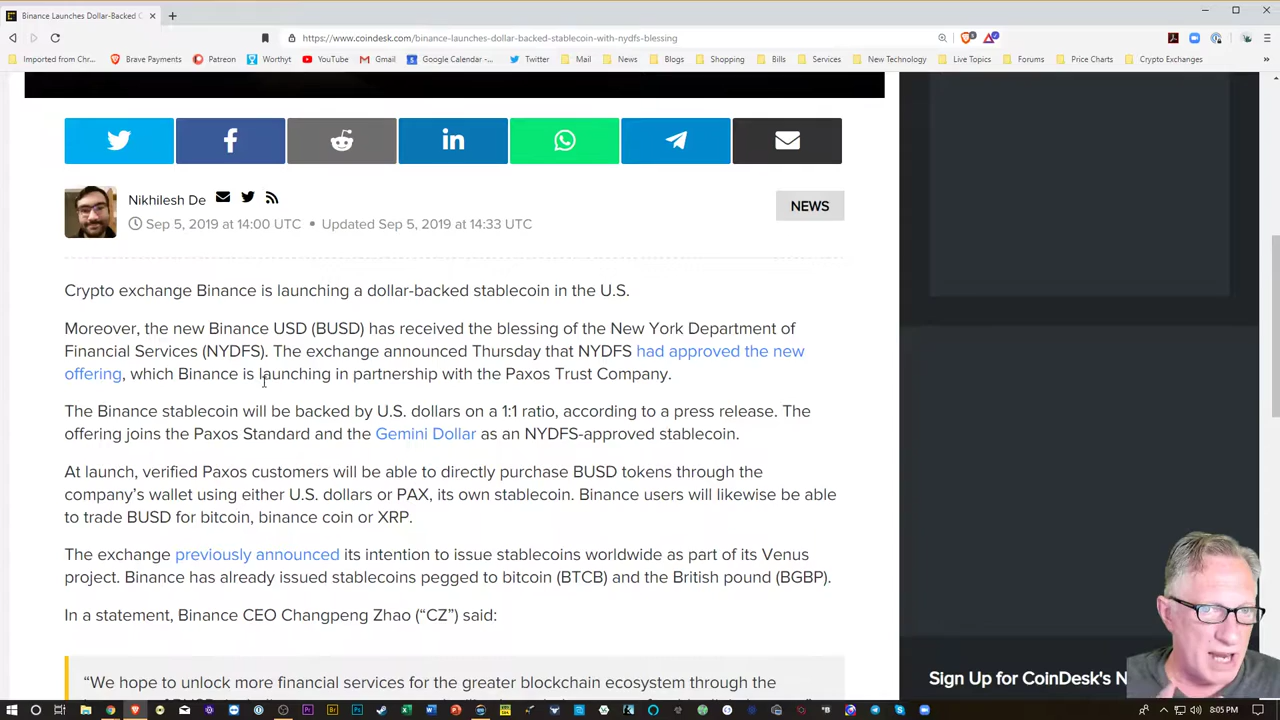 Binance Launches Dollar-Backed C
https://www.coindesk.com/binance-launches-dollar-backed-stablecoin-with-nydfs-blessing
Imported from Chr... Brave Payments Patreon Worthyt YouTube Gmail Google Calendar -... Twitter Mail News Blogs Shopping Bills Services New Technology Live Topics Forums Price Charts Crypto Exchanges
in
Nikhilesh De
NEWS
Sep 5, 2019 at 14:00 UTC • Updated Sep 5, 2019 at 14:33 UTC
Crypto exchange Binance is launching a dollar-backed stablecoin in the U.S.
Moreover, the new Binance USD (BUSD) has received the blessing of the New York Department of
Financial Services (NYDFS). The exchange announced Thursday that NYDFS had approved the new
offering, which Binance is launching in partnership with the Paxos Trust Company.
The Binance stablecoin will be backed by U.S. dollars on a 1:1 ratio, according to a press release. The
offering joins the Paxos Standard and the Gemini Dollar as an NYDFS-approved stablecoin.
At launch, verified Paxos customers will be able to directly purchase BUSD tokens through the
company's wallet using either U.S. dollars or PAX, its own stablecoin. Binance users will likewise be able
to trade BUSD for bitcoin, binance coin or XRP.
The exchange previously announced its intention to issue stablecoins worldwide as part of its Venus
project. Binance has already issued stablecoins pegged to bitcoin (BTCB) and the British pound (BGBP).
In a statement, Binance CEO Changpeng Zhao (“CZ”) said:
“We hope to unlock more financial services for the greater blockchain ecosystem through the
Sign Up for CoinDesk's N
8:05 PM